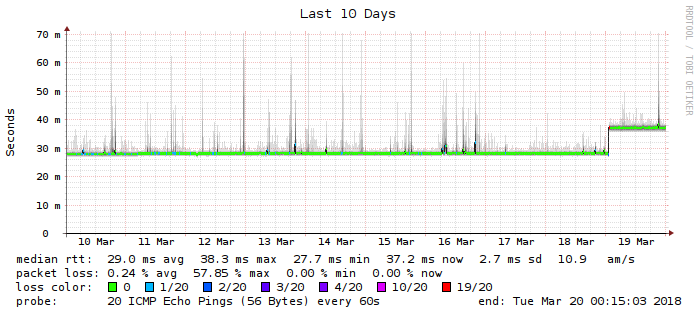 Last 10 Days
RRDTOOL / TOBI OETIKER
Seconds
70 m
60 m
50 m
40 m
30 m
20 m
10 m
0
10 Mar 11 Mar 12 Mar 13 Mar 14 Mar 15 Mar 16 Mar 17 Mar 18 Mar 19 Mar
median rtt: 29.0 ms avg 38.3 ms max 27.7 ms min 37.2 ms now 2.7 ms sd 10.9 am/s
packet loss: 0.24 % avg 57.85 % max 0.00 % min 0.00 % now
loss color: 0 1/20 2/20 3/20 4/20 10/20 19/20
probe: 20 ICMP Echo Pings (56 Bytes) every 60s end: Tue Mar 20 00:15:03 2018